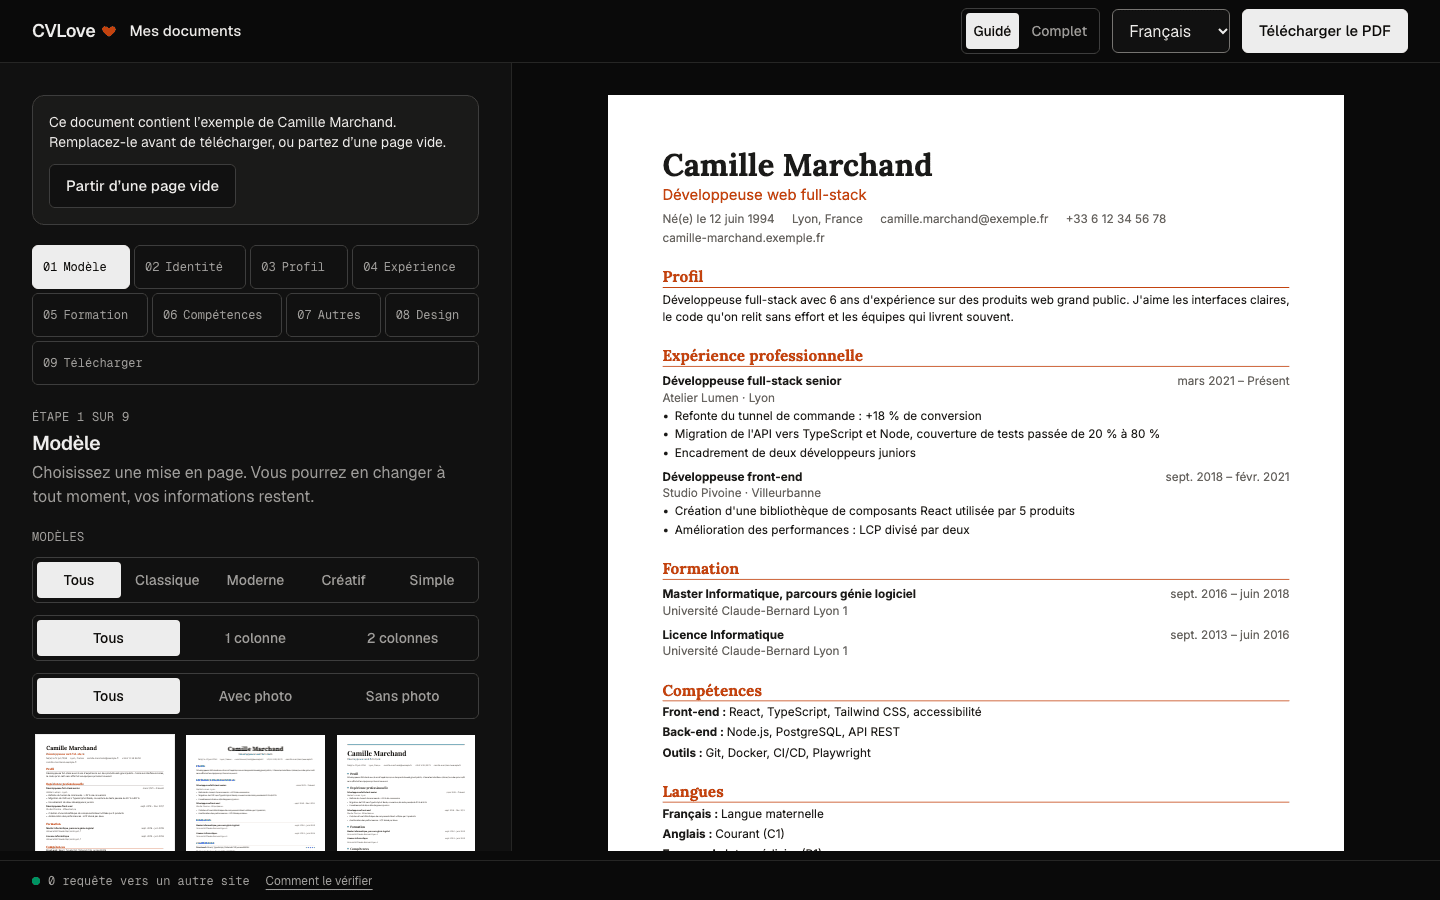 CVLove Mes documents
Guidé Complet Français Télécharger le PDF
Ce document contient l’exemple de Camille Marchand.
Remplacez-le avant de télécharger, ou partez d’une page vide.
Partir d’une page vide
01 Modèle 02 Identité 03 Profil 04 Expérience
05 Formation 06 Compétences 07 Autres 08 Design
09 Télécharger
ÉTAPE 1 SUR 9
Modèle
Choisissez une mise en page. Vous pourrez en changer à
tout moment, vos informations restent.
MODÈLES
Tous Classique Moderne Créatif Simple
Tous 1 colonne 2 colonnes
Tous Avec photo Sans photo
Camille Marchand
Camille Marchand
Camille Marchand
Camille Marchand
Développeuse web full-stack
Né(e) le 12 juin 1994 Lyon, France camille.marchand@exemple.fr +33 6 12 34 56 78
camille-marchand.exemple.fr
Profil
Développeuse full-stack avec 6 ans d'expérience sur des produits web grand public. J'aime les interfaces claires,
le code qu'on relit sans effort et les équipes qui livrent souvent.
Expérience professionnelle
Développeuse full-stack senior mars 2021 – Présent
Atelier Lumen · Lyon
• Refonte du tunnel de commande : +18 % de conversion
• Migration de l'API vers TypeScript et Node, couverture de tests passée de 20 % à 80 %
• Encadrement de deux développeurs juniors
Développeuse front-end sept. 2018 – févr. 2021
Studio Pivoine · Villeurbanne
• Création d'une bibliothèque de composants React utilisée par 5 produits
• Amélioration des performances : LCP divisé par deux
Formation
Master Informatique, parcours génie logiciel sept. 2016 – juin 2018
Université Claude-Bernard Lyon 1
Licence Informatique sept. 2013 – juin 2016
Université Claude-Bernard Lyon 1
Compétences
Front-end : React, TypeScript, Tailwind CSS, accessibilité
Back-end : Node.js, PostgreSQL, API REST
Outils : Git, Docker, CI/CD, Playwright
Langues
Français : Langue maternelle
Anglais : Courant (C1)
0 requête vers un autre site Comment le vérifier